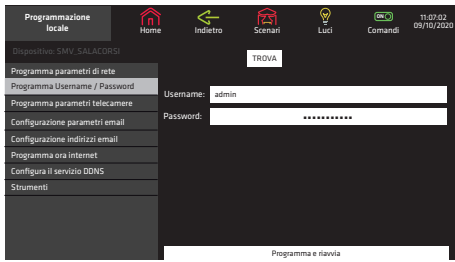 Programmazione
locale
Home
Indietro
Scenari
Luci
ON
Comandi
11:07:02
09/10/2020
Dispositivo: SMV_SALACORSI
TROVA
Programma parametri di rete
Programma Username / Password
Programma parametri telecamere
Configurazione parametri email
Configurazione indirizzi email
Programma ora internet
Configura il servizio DDNS
Strumenti
Username: admin
Password: ▪▪▪▪▪▪▪▪▪▪▪
Programma e riavvia